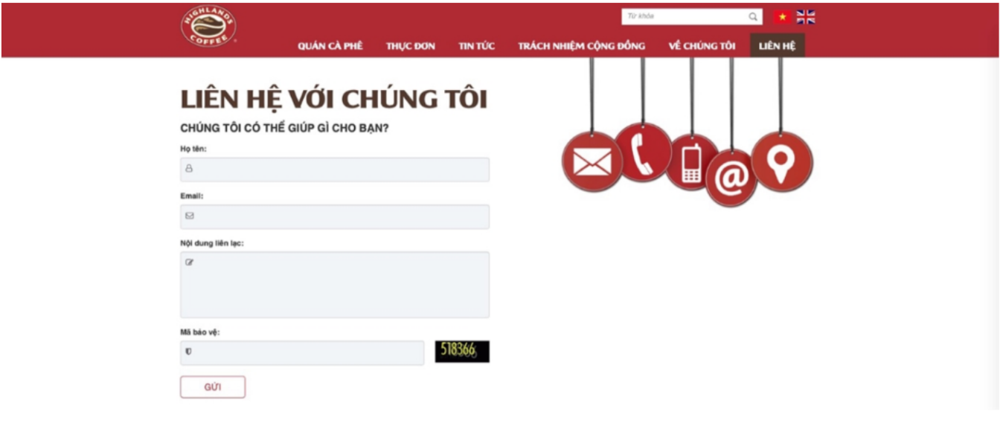 HIGHLANDS COFFEE
Từ khóa
QUÁN CÀ PHÊ THỰC ĐƠN TIN TỨC TRÁCH NHIỆM CỘNG ĐỒNG VỀ CHÚNG TÔI LIÊN HỆ
LIÊN HỆ VỚI CHÚNG TÔI
CHÚNG TÔI CÓ THỂ GIÚP GÌ CHO BẠN?
Họ tên:
Email:
Nội dung liên lạc:
Mã bảo vệ:
518366
GỬI
@